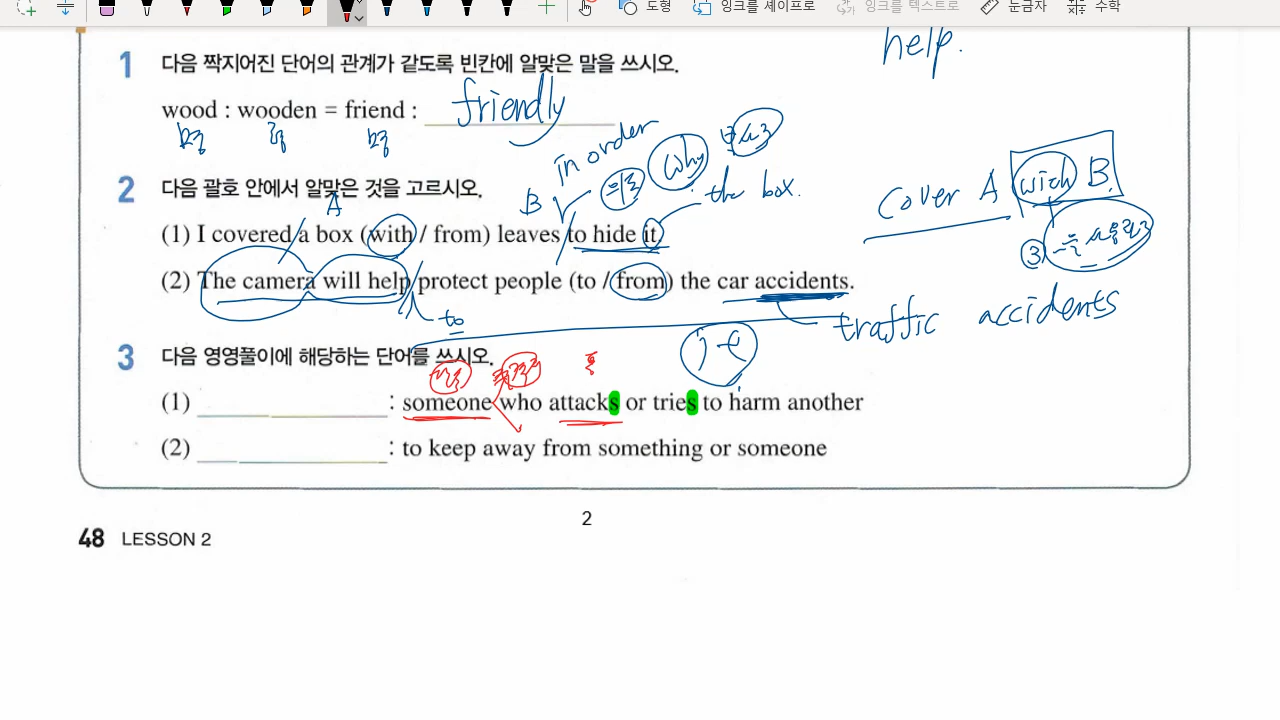 도형 잉크를 셰이프로 잉크를 텍스트로 눈금자 수학
help.
1 다음 짝지어진 단어의 관계가 같도록 빈칸에 알맞은 말을 쓰시오.
wood : wooden = friend : friendly
in order
why
2 다음 괄호 안에서 알맞은 것을 고르시오.
A
B
the box.
cover A with B
(1) I covered a box (with / from) leaves to hide it
③
(2) The camera will help protect people (to / from) the car accidents.
to
traffic accidents
3 다음 영영풀이에 해당하는 단어를 쓰시오.
(1) : someone who attacks or tries to harm another
(2) : to keep away from something or someone
2
48 LESSON 2